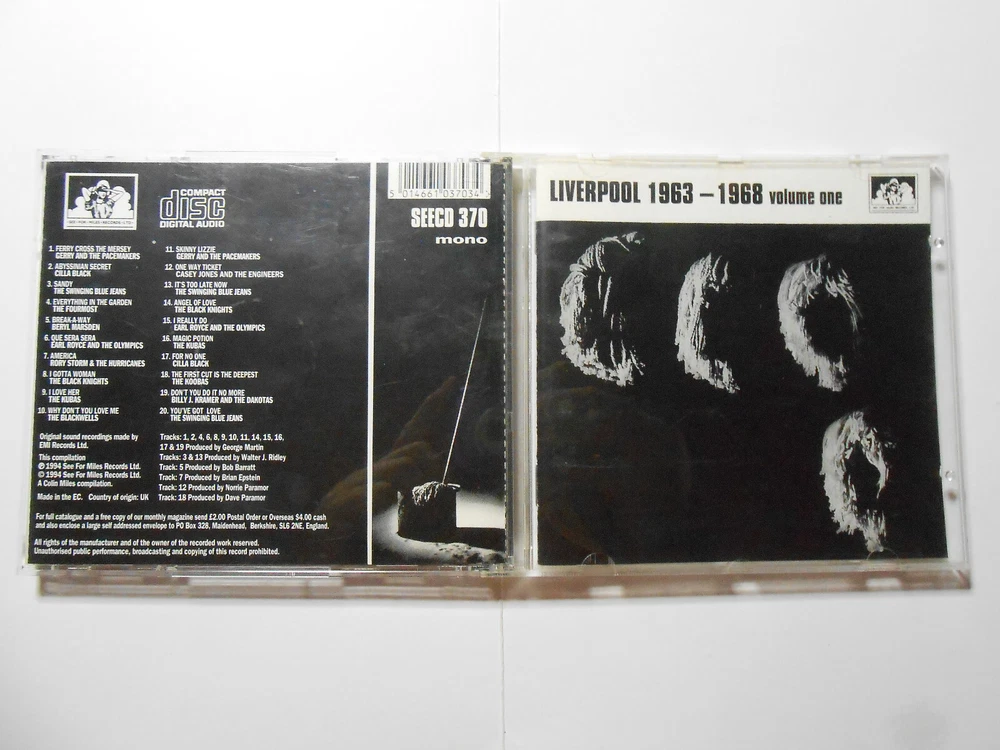 SEE·FOR·MILES·RECORDS·LTD·
COMPACT
disc
DIGITAL AUDIO
5 014661 037034
SEECD 370
mono
1. FERRY CROSS THE MERSEY
GERRY AND THE PACEMAKERS
2. ABYSSINIAN SECRET
CILLA BLACK
3. SANDY
THE SWINGING BLUE JEANS
4. EVERYTHING IN THE GARDEN
THE FOURMOST
5. BREAK-A-WAY
BERYL MARSDEN
6. QUE SERA SERA
EARL ROYCE AND THE OLYMPICS
7. AMERICA
RORY STORM & THE HURRICANES
8. I GOTTA WOMAN
THE BLACK KNIGHTS
9. I LOVE HER
THE KUBAS
10. WHY DON'T YOU LOVE ME
THE BLACKWELLS
11. SKINNY LIZZIE
GERRY AND THE PACEMAKERS
12. ONE WAY TICKET
CASEY JONES AND THE ENGINEERS
13. IT'S TOO LATE NOW
THE SWINGING BLUE JEANS
14. ANGEL OF LOVE
THE BLACK KNIGHTS
15. I REALLY DO
EARL ROYCE AND THE OLYMPICS
16. MAGIC POTION
THE KUBAS
17. FOR NO ONE
CILLA BLACK
18. THE FIRST CUT IS THE DEEPEST
THE KOOBAS
19. DON'T YOU DO IT NO MORE
BILLY J. KRAMER AND THE DAKOTAS
20. YOU'VE GOT LOVE
THE SWINGING BLUE JEANS
Original sound recordings made by
EMI Records Ltd.
This compilation
℗ 1994 See For Miles Records Ltd.
© 1994 See For Miles Records Ltd.
A Colin Miles compilation.
Made in the EC. Country of origin: UK
Tracks: 1, 2, 4, 6, 8, 9, 10, 11, 14, 15, 16,
17 & 19 Produced by George Martin
Tracks: 3 & 13 Produced by Walter J. Ridley
Track: 5 Produced by Bob Barratt
Track: 7 Produced by Brian Epstein
Track: 12 Produced by Norrie Paramor
Track: 18 Produced by Dave Paramor
For full catalogue and a free copy of our monthly magazine send £2.00 Postal Order or Overseas $4.00 cash
and also enclose a large self addressed envelope to PO Box 328, Maidenhead, Berkshire, SL6 2NE, England.
All rights of the manufacturer and of the owner of the recorded work reserved.
Unauthorised public performance, broadcasting and copying of this record prohibited.
LIVERPOOL 1963 – 1968 volume one